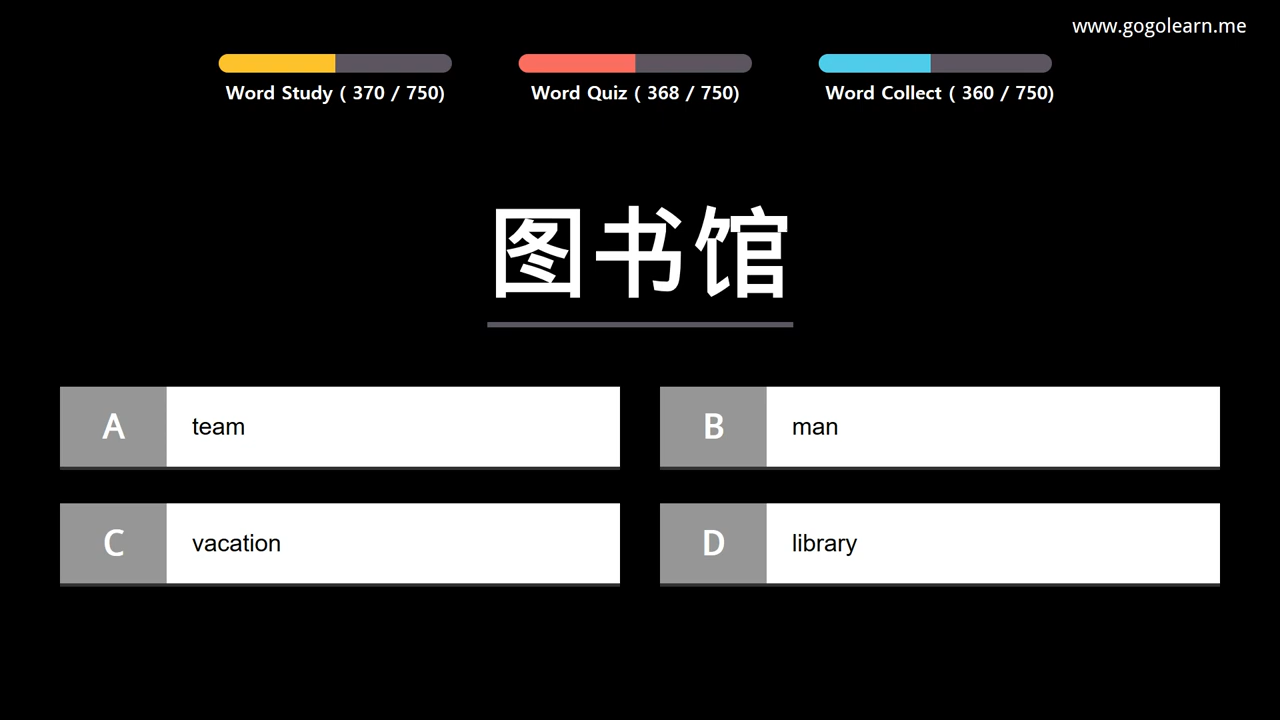 www.gogolearn.me
Word Study ( 370 / 750)
Word Quiz ( 368 / 750)
Word Collect ( 360 / 750)
图书馆
A team
B man
C vacation
D library